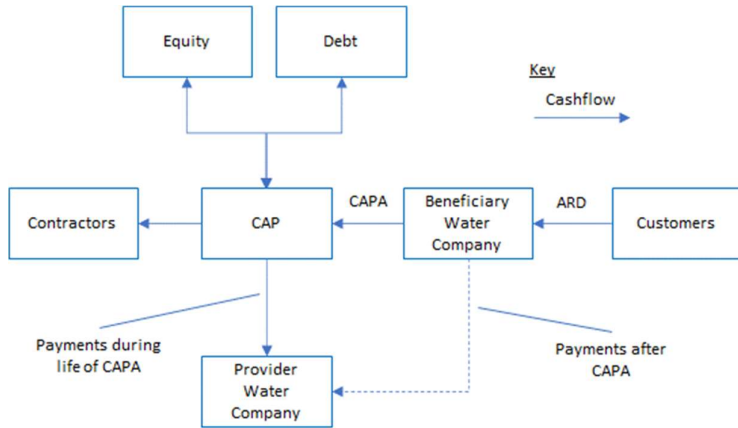 Equity
Debt
Key
Cashflow
Contractors
CAP
CAPA
Beneficiary
Water
Company
ARD
Customers
Payments during
life of CAPA
Payments after
CAPA
Provider
Water
Company